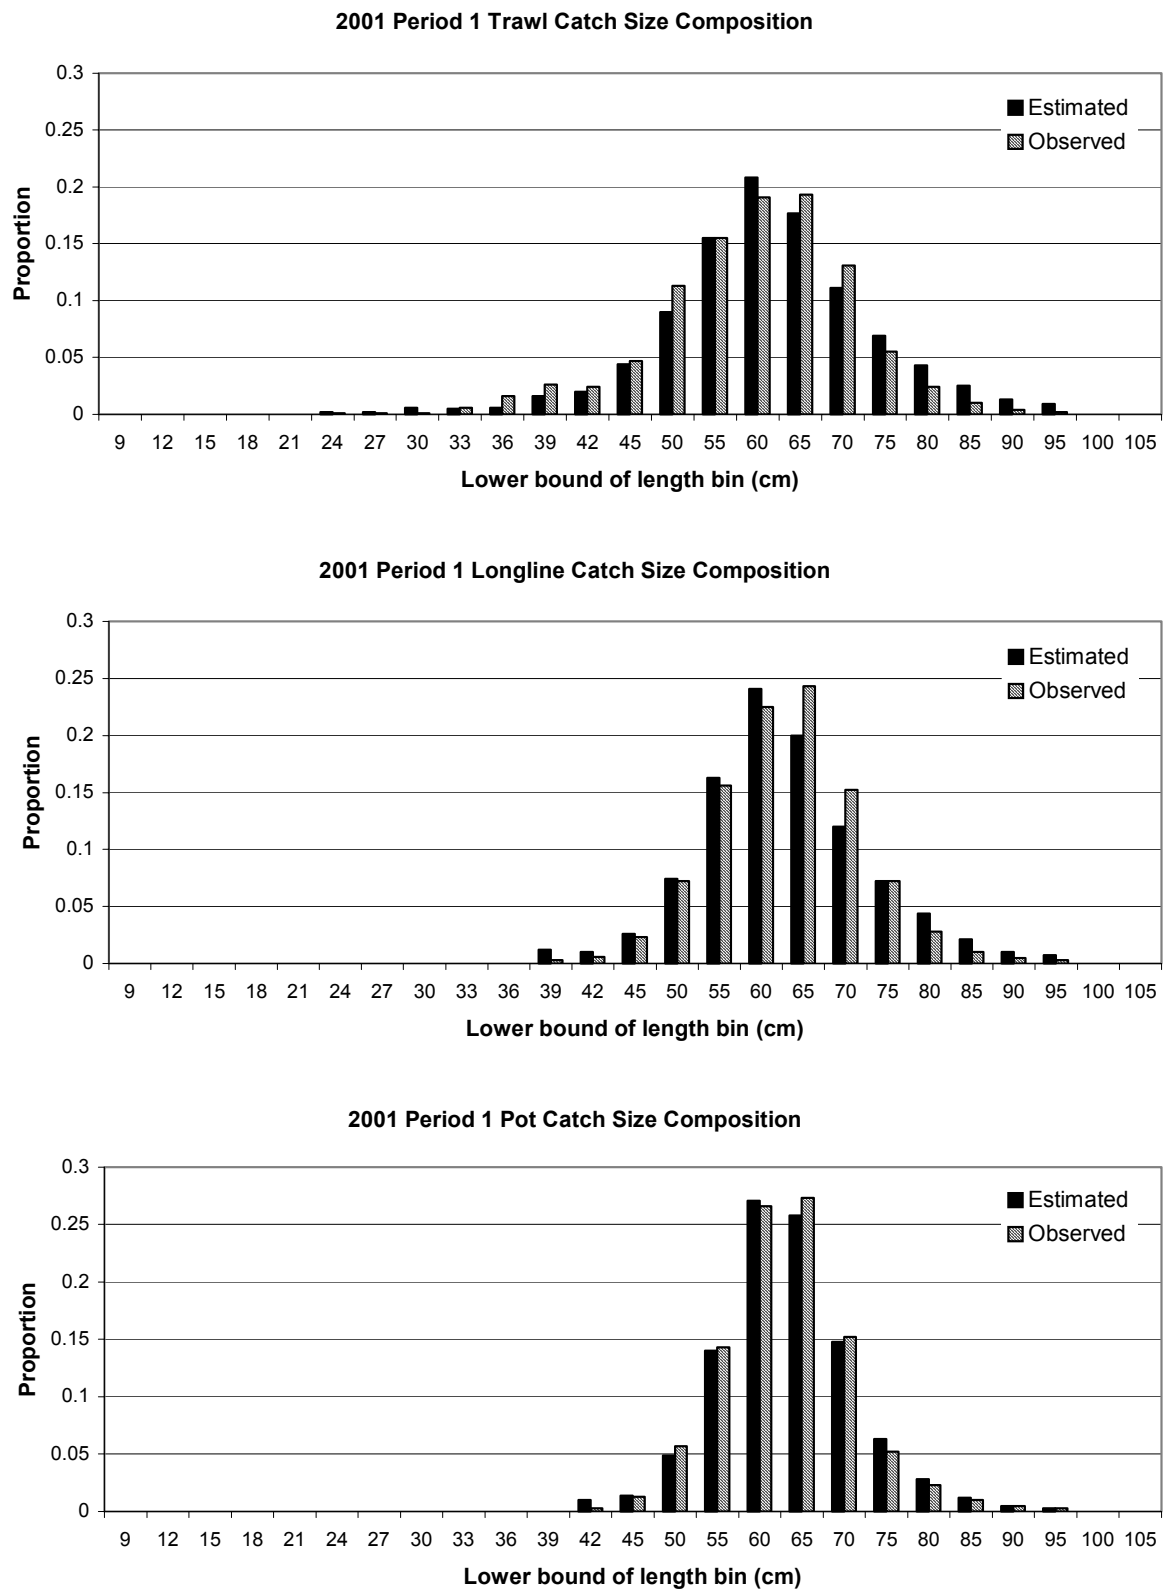 2001 Period 1 Trawl Catch Size Composition
0.3
0.25
0.2
0.15
0.1
0.05
0
Proportion
Estimated
Observed
9 12 15 18 21 24 27 30 33 36 39 42 45 50 55 60 65 70 75 80 85 90 95 100 105
Lower bound of length bin (cm)
2001 Period 1 Longline Catch Size Composition
0.3
0.25
0.2
0.15
0.1
0.05
0
Proportion
Estimated
Observed
9 12 15 18 21 24 27 30 33 36 39 42 45 50 55 60 65 70 75 80 85 90 95 100 105
Lower bound of length bin (cm)
2001 Period 1 Pot Catch Size Composition
0.3
0.25
0.2
0.15
0.1
0.05
0
Proportion
Estimated
Observed
9 12 15 18 21 24 27 30 33 36 39 42 45 50 55 60 65 70 75 80 85 90 95 100 105
Lower bound of length bin (cm)